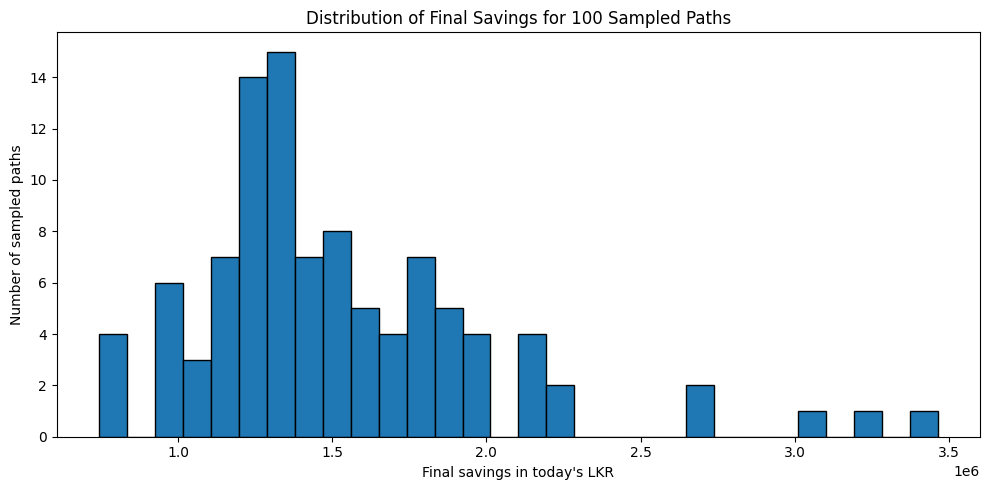 Distribution of Final Savings for 100 Sampled Paths
Number of sampled paths
14
12
10
8
6
4
2
0
1.0 1.5 2.0 2.5 3.0 3.5
1e6
Final savings in today's LKR